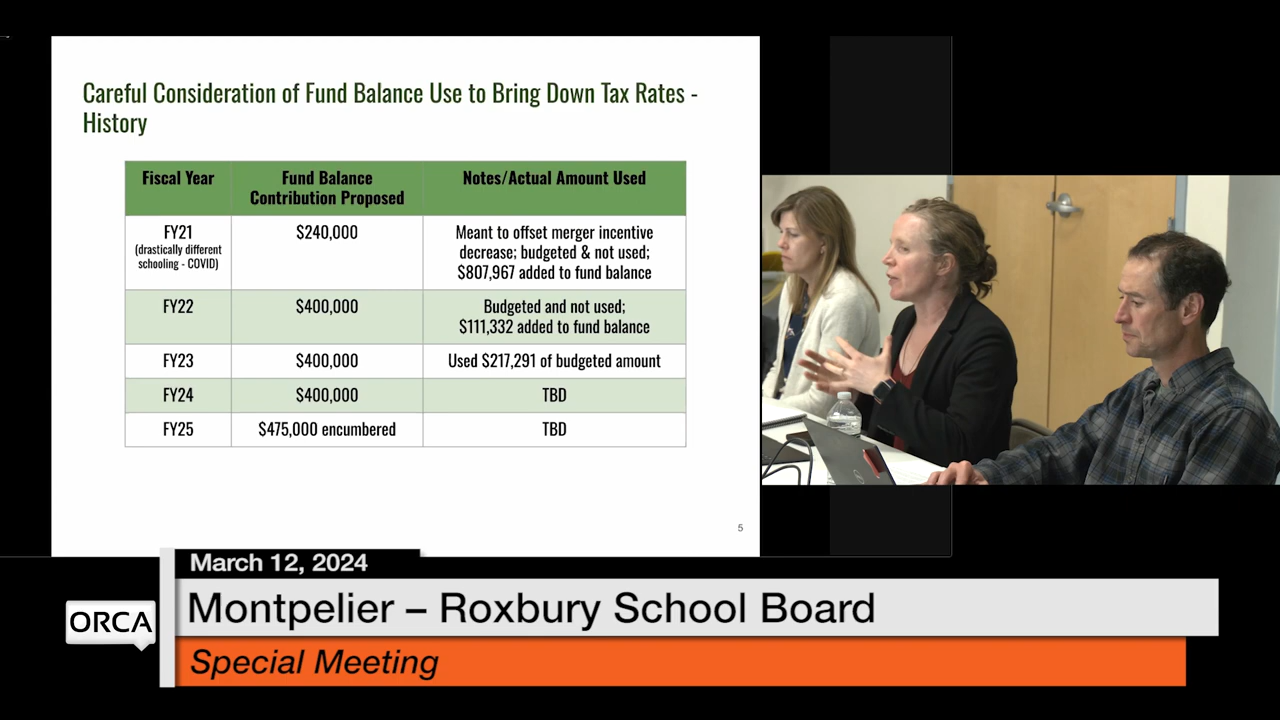 Careful Consideration of Fund Balance Use to Bring Down Tax Rates -
History
Fiscal Year
Fund Balance
Contribution Proposed
Notes/Actual Amount Used
FY21
(drastically different
schooling - COVID)
$240,000
Meant to offset merger incentive
decrease; budgeted & not used;
$807,967 added to fund balance
FY22
$400,000
Budgeted and not used;
$111,332 added to fund balance
FY23
$400,000
Used $217,291 of budgeted amount
FY24
$400,000
TBD
FY25
$475,000 encumbered
TBD
5
March 12, 2024
ORCA
Montpelier – Roxbury School Board
Special Meeting